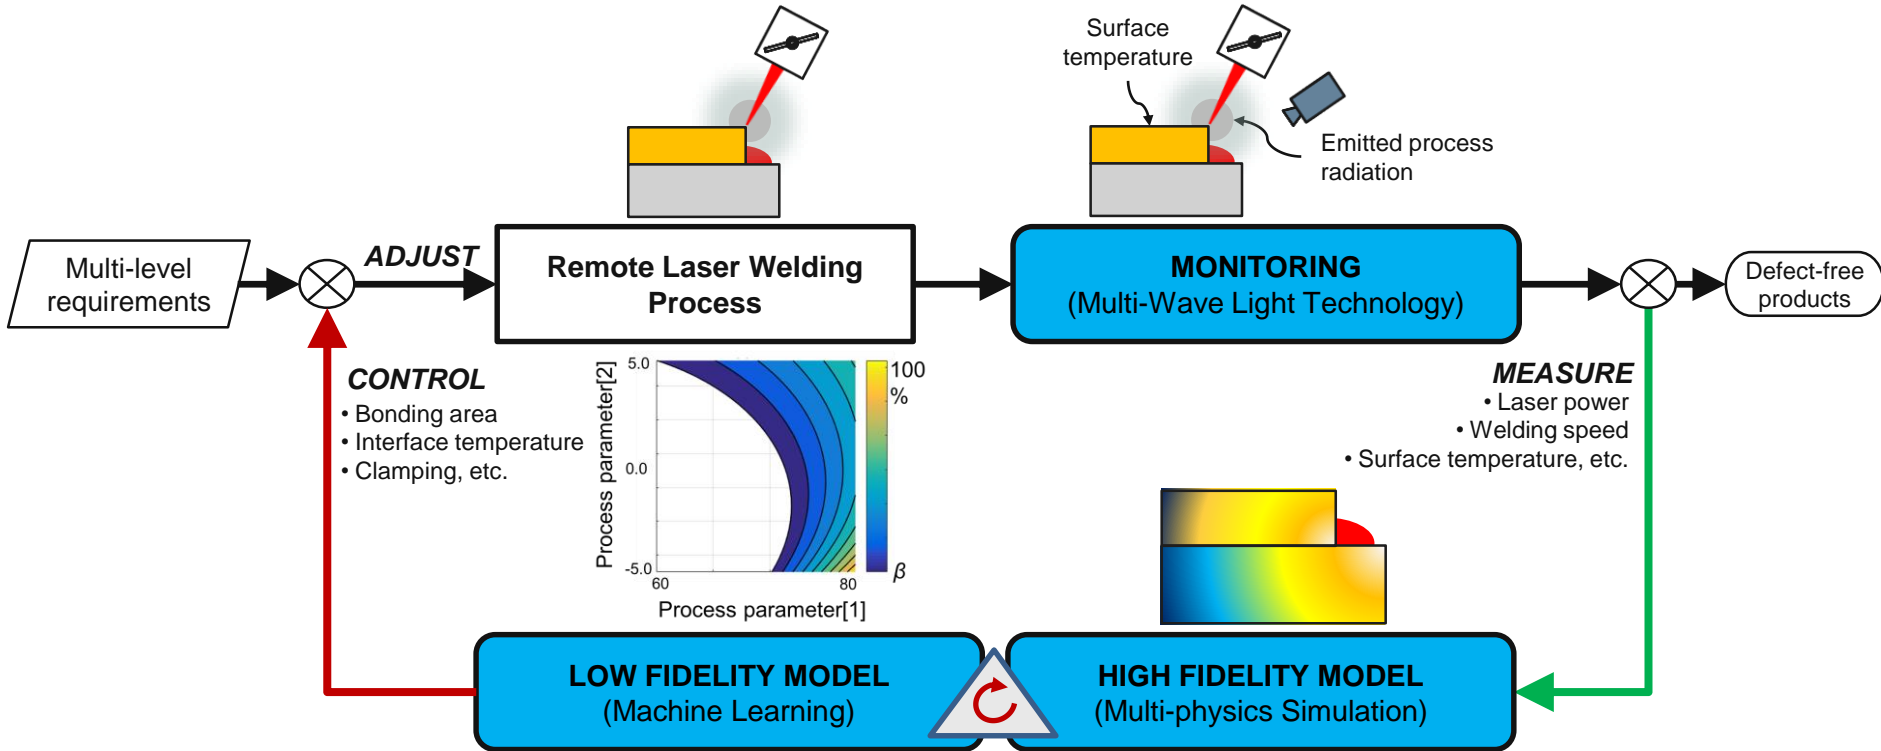 Surface
temperature
Emitted process
radiation
Multi-level
requirements
ADJUST
Remote Laser Welding
Process
MONITORING
(Multi-Wave Light Technology)
Defect-free
products
CONTROL
• Bonding area
• Interface temperature
• Clamping, etc.
Process parameter[2]
5.0
0.0
-5.0
60
80
Process parameter[1]
100
%
β
MEASURE
• Laser power
• Welding speed
• Surface temperature, etc.
LOW FIDELITY MODEL
(Machine Learning)
HIGH FIDELITY MODEL
(Multi-physics Simulation)